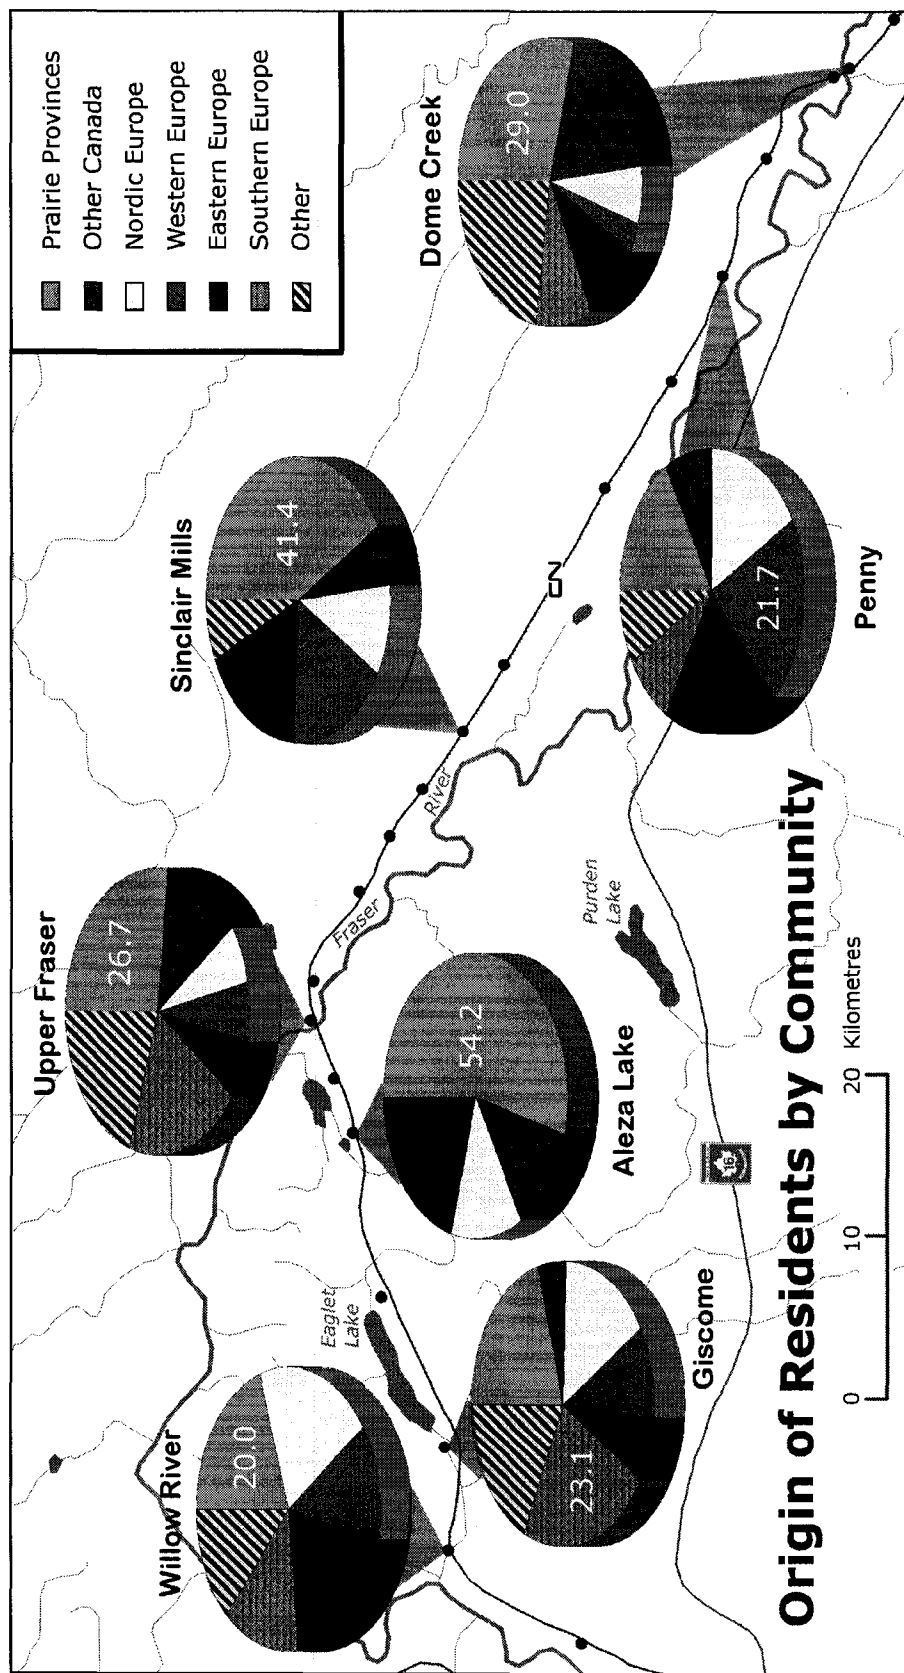 Prairie Provinces
Other Canada
Nordic Europe
Western Europe
Eastern Europe
Southern Europe
Other
Upper Fraser
26.7
Sinclair Mills
41.4
Dome Creek
29.0
Willow River
20.0
Eaglet
Lake
Fraser
River
CN
Aleza Lake
54.2
Giscome
23.1
Purden
Lake
Penny
21.7
16
Origin of Residents by Community
0
10
20
Kilometres